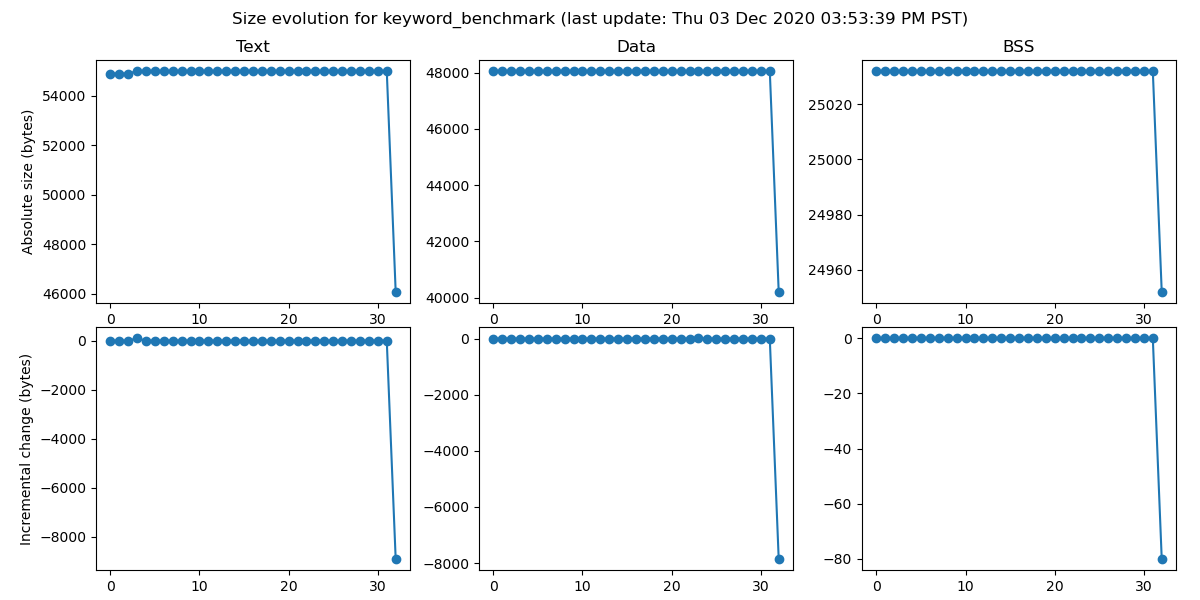 Size evolution for keyword_benchmark (last update: Thu 03 Dec 2020 03:53:39 PM PST)
Text
Data
BSS
Absolute size (bytes)
54000
52000
50000
48000
46000
0 10 20 30
48000
46000
44000
42000
40000
0 10 20 30
25020
25000
24980
24960
0 10 20 30
Incremental change (bytes)
0
−2000
−4000
−6000
−8000
0 10 20 30
0
−2000
−4000
−6000
−8000
0 10 20 30
0
−20
−40
−60
−80
0 10 20 30